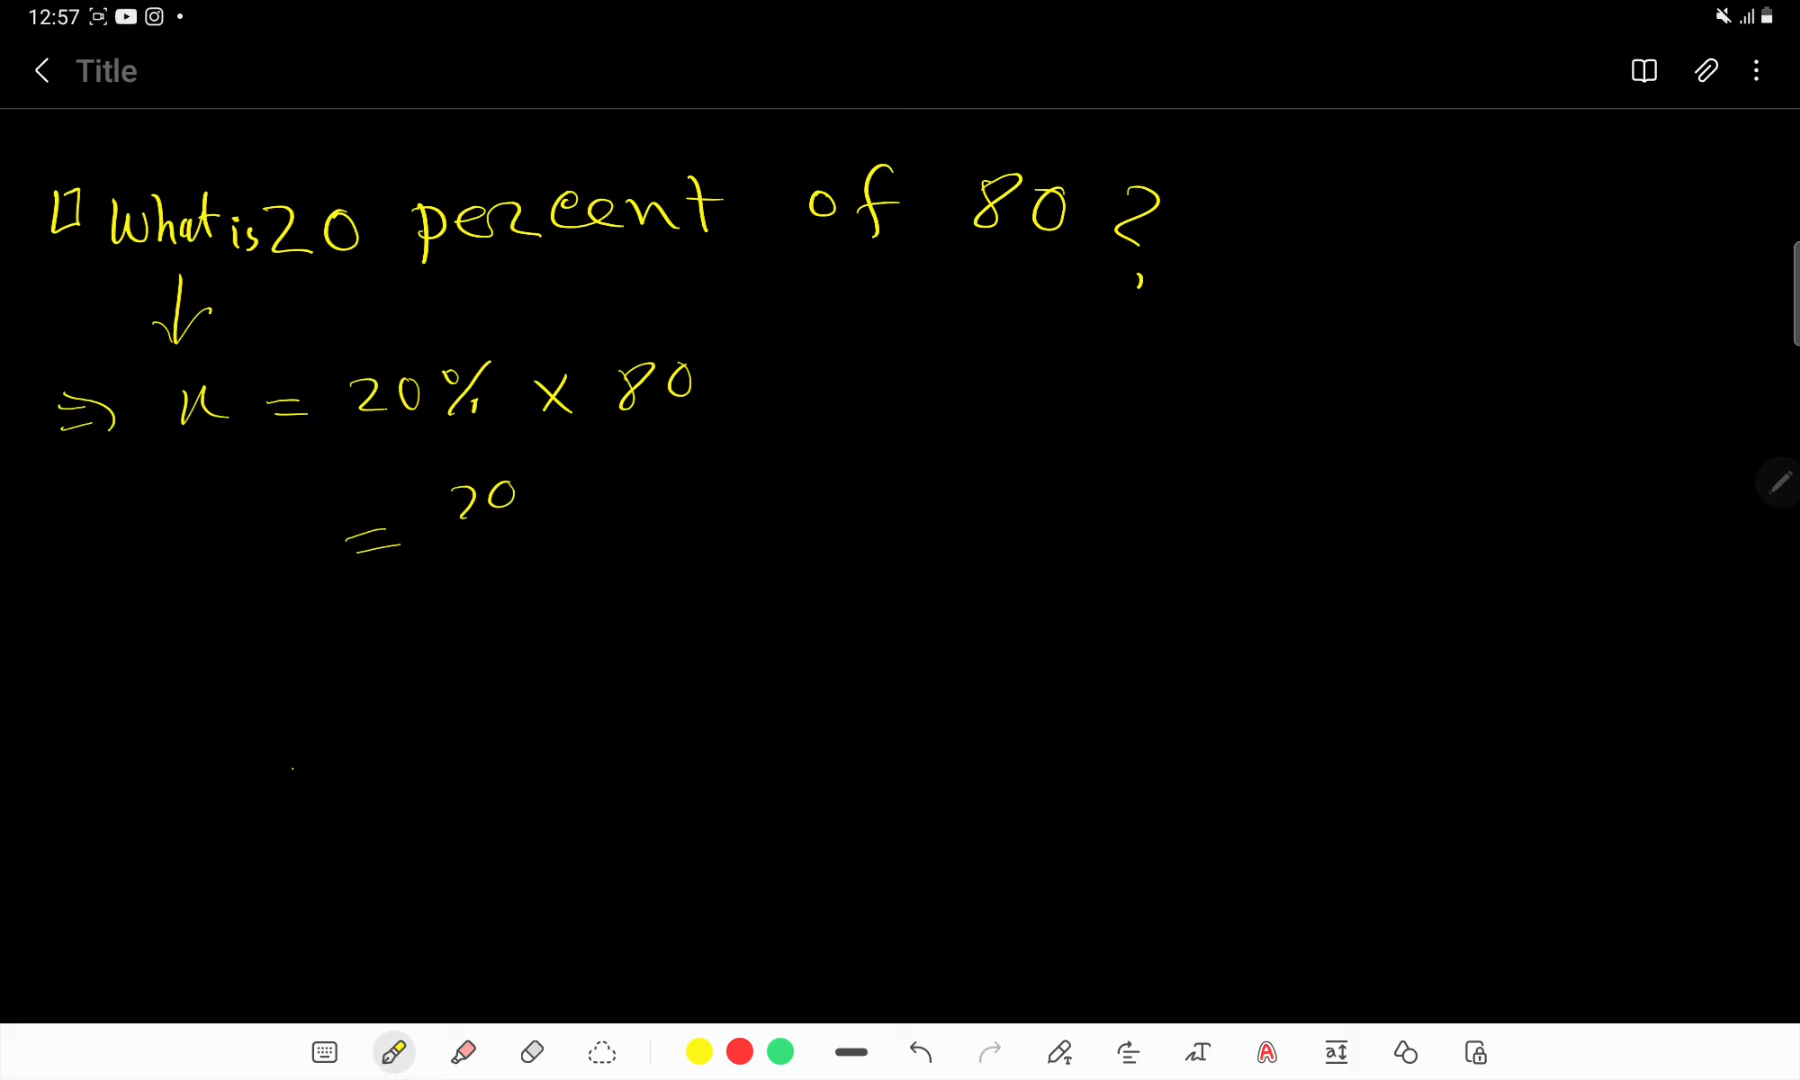 12:57
Title
What is 20 percent of 80 ?
⇒ x = 20% × 80
= 20